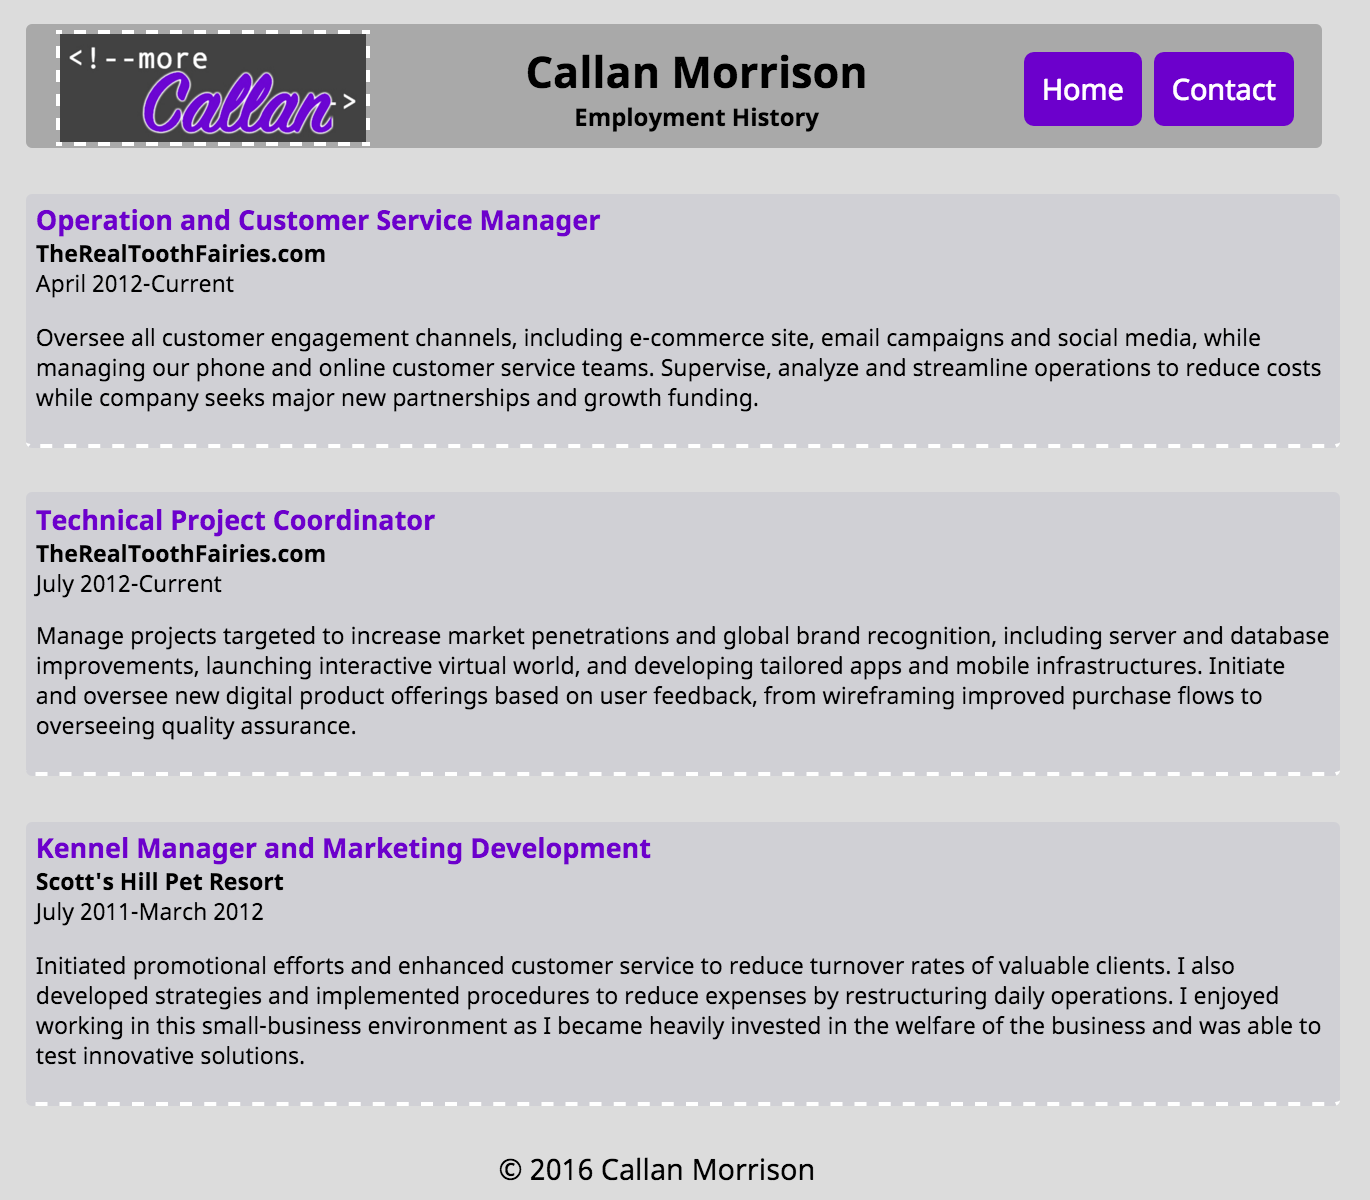 <!--more
Callan->
Callan Morrison
Employment History
Home
Contact
Operation and Customer Service Manager
TheRealToothFairies.com
April 2012-Current
Oversee all customer engagement channels, including e-commerce site, email campaigns and social media, while
managing our phone and online customer service teams. Supervise, analyze and streamline operations to reduce costs
while company seeks major new partnerships and growth funding.
Technical Project Coordinator
TheRealToothFairies.com
July 2012-Current
Manage projects targeted to increase market penetrations and global brand recognition, including server and database
improvements, launching interactive virtual world, and developing tailored apps and mobile infrastructures. Initiate
and oversee new digital product offerings based on user feedback, from wireframing improved purchase flows to
overseeing quality assurance.
Kennel Manager and Marketing Development
Scott's Hill Pet Resort
July 2011-March 2012
Initiated promotional efforts and enhanced customer service to reduce turnover rates of valuable clients. I also
developed strategies and implemented procedures to reduce expenses by restructuring daily operations. I enjoyed
working in this small-business environment as I became heavily invested in the welfare of the business and was able to
test innovative solutions.
© 2016 Callan Morrison